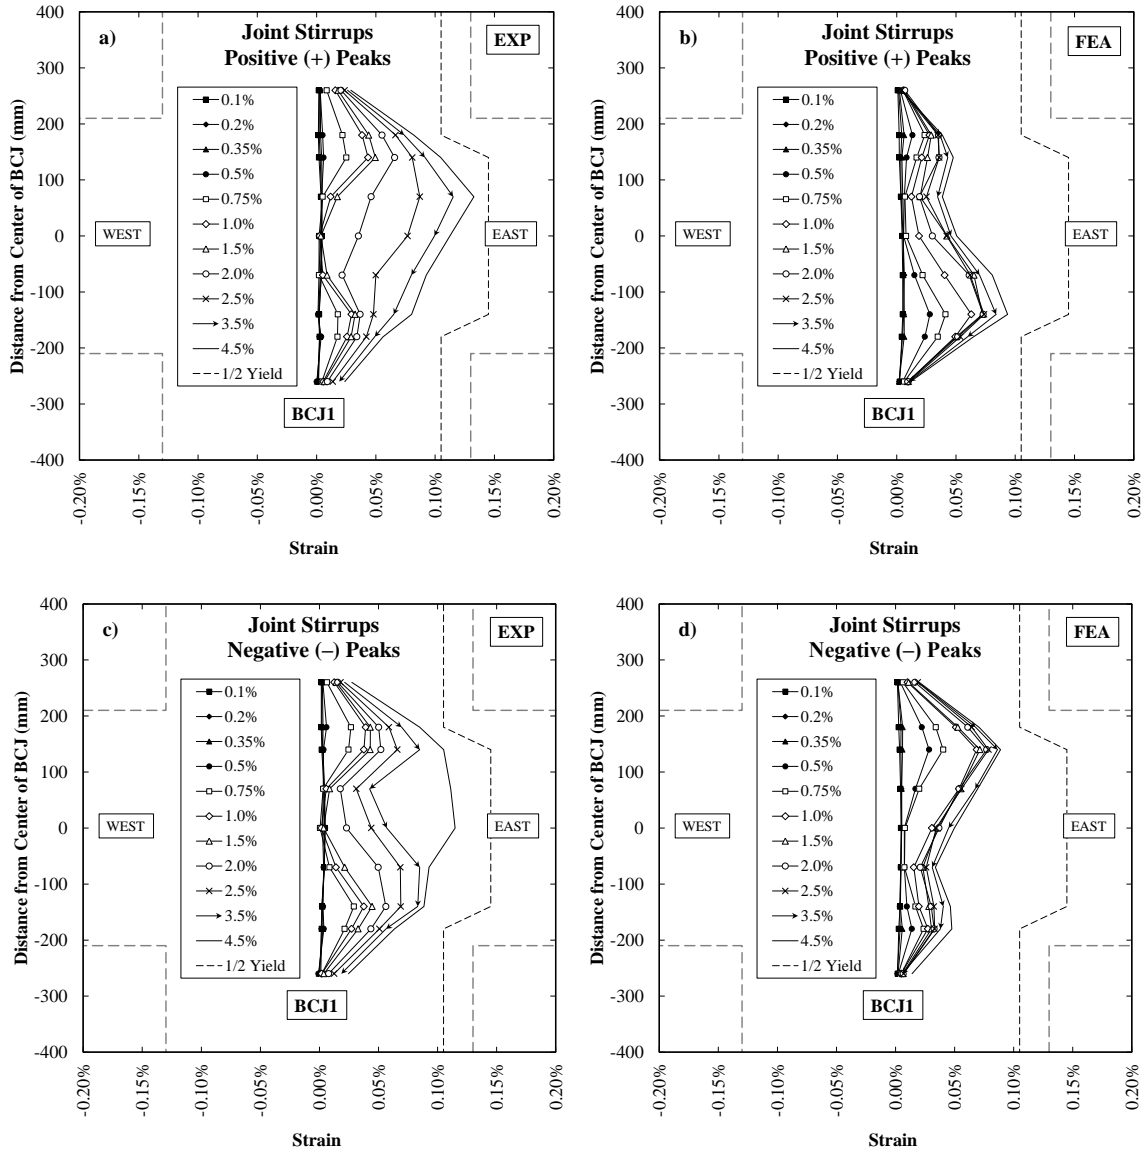 a)
Joint Stirrups
Positive (+) Peaks
EXP
Distance from Center of BCJ (mm)
400
300
200
100
0
-100
-200
-300
-400
0.1%
0.2%
0.35%
0.5%
0.75%
1.0%
1.5%
2.0%
2.5%
3.5%
4.5%
1/2 Yield
WEST
EAST
BCJ1
-0.20%
-0.15%
-0.10%
-0.05%
0.00%
0.05%
0.10%
0.15%
0.20%
Strain
b)
Joint Stirrups
Positive (+) Peaks
FEA
Distance from Center of BCJ (mm)
400
300
200
100
0
-100
-200
-300
-400
0.1%
0.2%
0.35%
0.5%
0.75%
1.0%
1.5%
2.0%
2.5%
3.5%
4.5%
1/2 Yield
WEST
EAST
BCJ1
-0.20%
-0.15%
-0.10%
-0.05%
0.00%
0.05%
0.10%
0.15%
0.20%
Strain
c)
Joint Stirrups
Negative (−) Peaks
EXP
Distance from Center of BCJ (mm)
400
300
200
100
0
-100
-200
-300
-400
0.1%
0.2%
0.35%
0.5%
0.75%
1.0%
1.5%
2.0%
2.5%
3.5%
4.5%
1/2 Yield
WEST
EAST
BCJ1
-0.20%
-0.15%
-0.10%
-0.05%
0.00%
0.05%
0.10%
0.15%
0.20%
Strain
d)
Joint Stirrups
Negative (−) Peaks
FEA
Distance from Center of BCJ (mm)
400
300
200
100
0
-100
-200
-300
-400
0.1%
0.2%
0.35%
0.5%
0.75%
1.0%
1.5%
2.0%
2.5%
3.5%
4.5%
1/2 Yield
WEST
EAST
BCJ1
-0.20%
-0.15%
-0.10%
-0.05%
0.00%
0.05%
0.10%
0.15%
0.20%
Strain